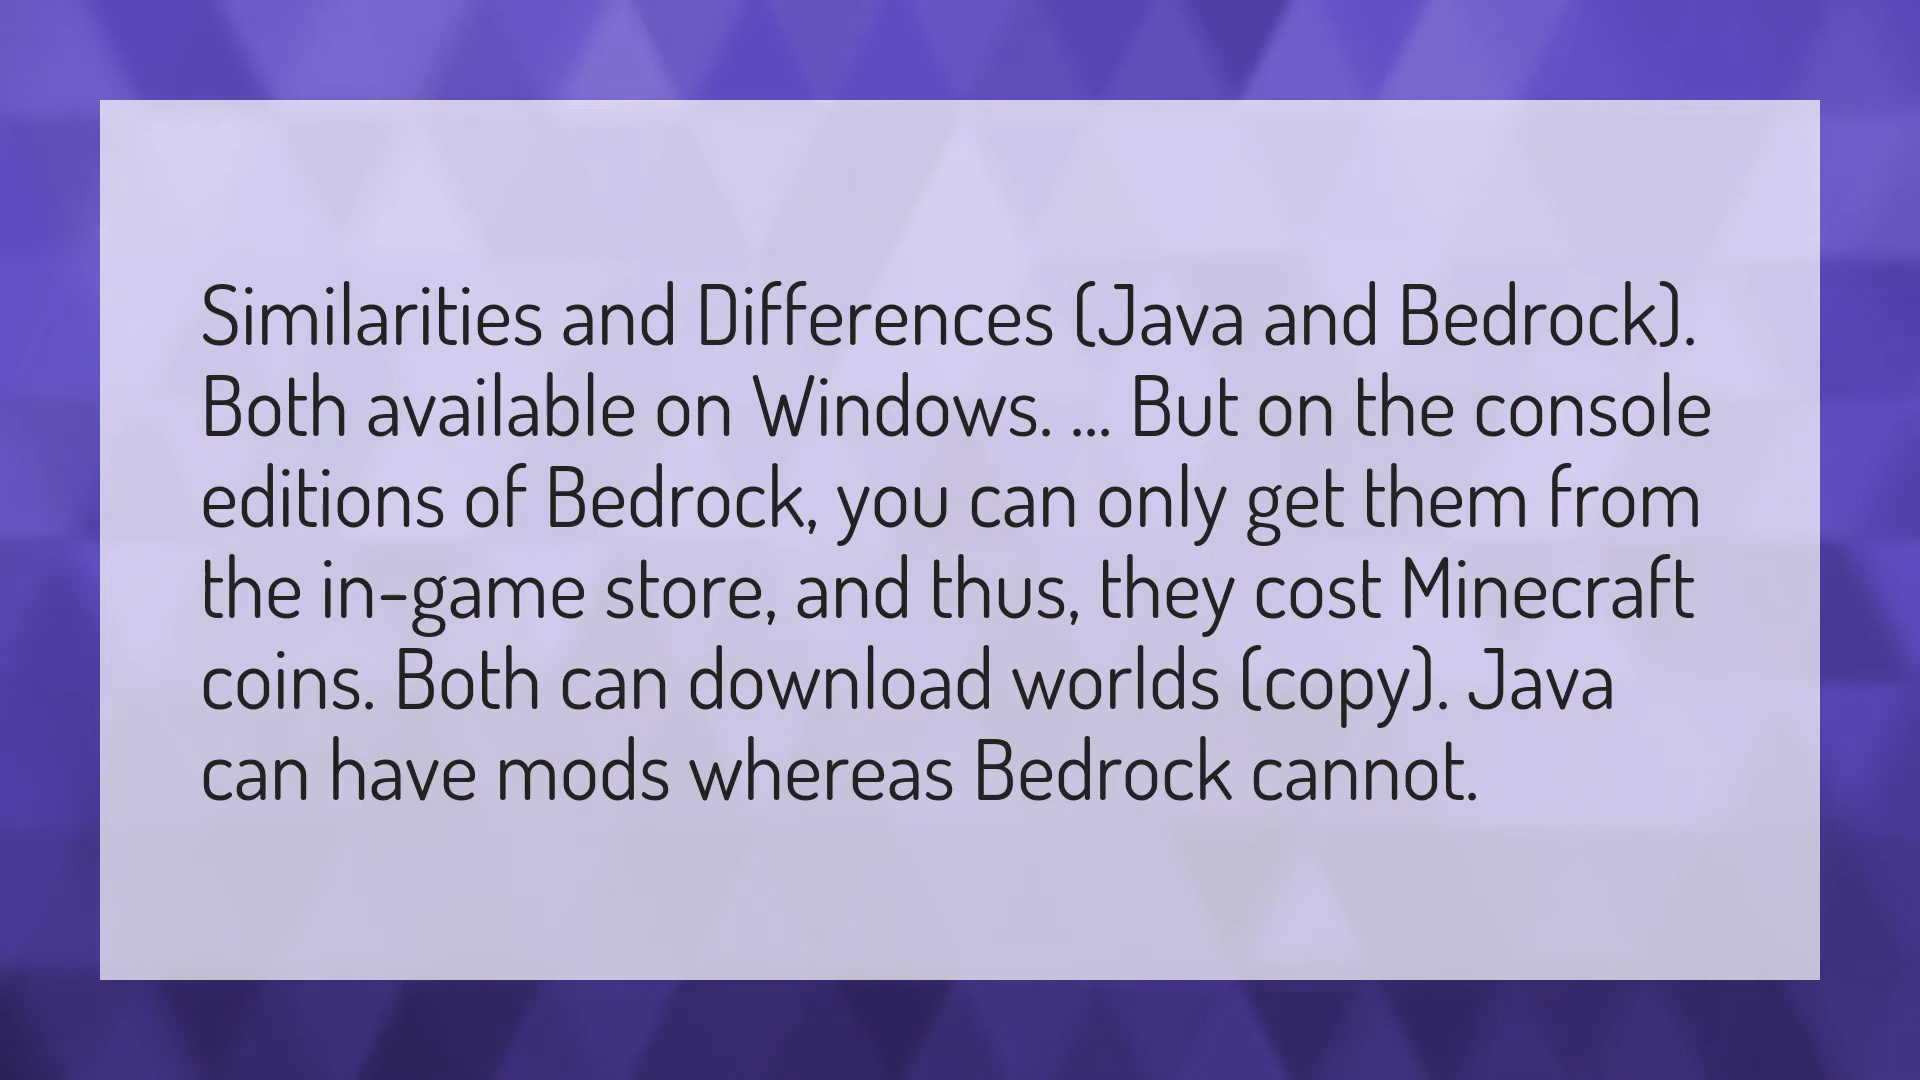 Similarities and Differences (Java and Bedrock).
Both available on Windows. ... But on the console
editions of Bedrock, you can only get them from
the in-game store, and thus, they cost Minecraft
coins. Both can download worlds (copy). Java
can have mods whereas Bedrock cannot.